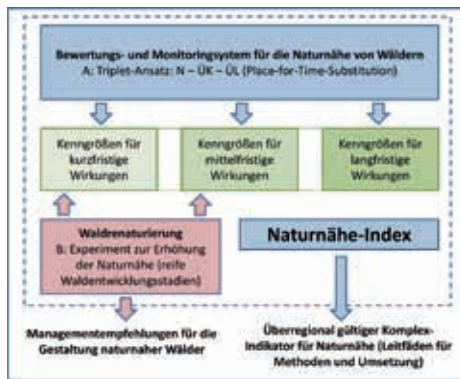 Bewertungs- und Monitoringsystem für die Naturnähe von Wäldern
A: Triplet-Ansatz: N – ÜK – ÜL (Place-for-Time-Substitution)
Kenngrößen für
kurzfristige
Wirkungen
Kenngrößen für
mittelfristige
Wirkungen
Kenngrößen für
langfristige
Wirkungen
Waldrenaturierung
B: Experiment zur Erhöhung
der Naturnähe (reife
Waldentwicklungsstadien)
Naturnähe-Index
Managementempfehlungen für die
Gestaltung naturnaher Wälder
Überregional gültiger Komplex-
Indikator für Naturnähe (Leitfäden für
Methoden und Umsetzung)